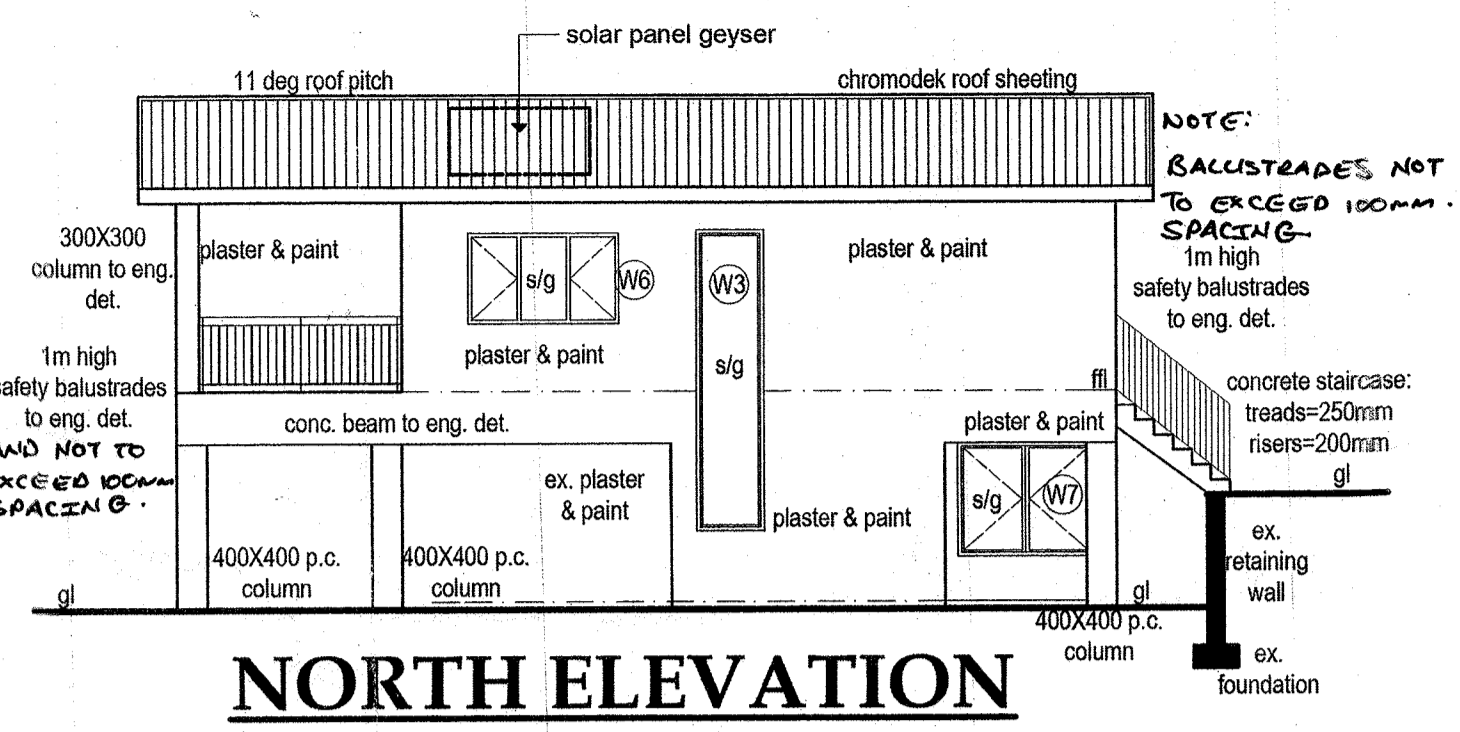 solar panel geyser
11 deg roof pitch
chromodek roof sheeting
NOTE:
BALLISTRADES NOT
TO EXCEED 100MM.
SPACING
1m high
safety balustrades
to eng. det.
300X300
column to eng.
det.
plaster & paint
s/g
W6
W3
plaster & paint
plaster & paint
s/g
1m high
safety balustrades
to eng. det.
AND NOT TO
EXCEED 100MM
SPACING.
ffl
concrete staircase:
treads=250mm
risers=200mm
gl
conc. beam to eng. det.
plaster & paint
ex. plaster
& paint
s/g
W7
plaster & paint
400X400 p.c.
column
400X400 p.c.
column
ex.
retaining
wall
gl
gl
400X400 p.c.
column
ex.
foundation
NORTH ELEVATION